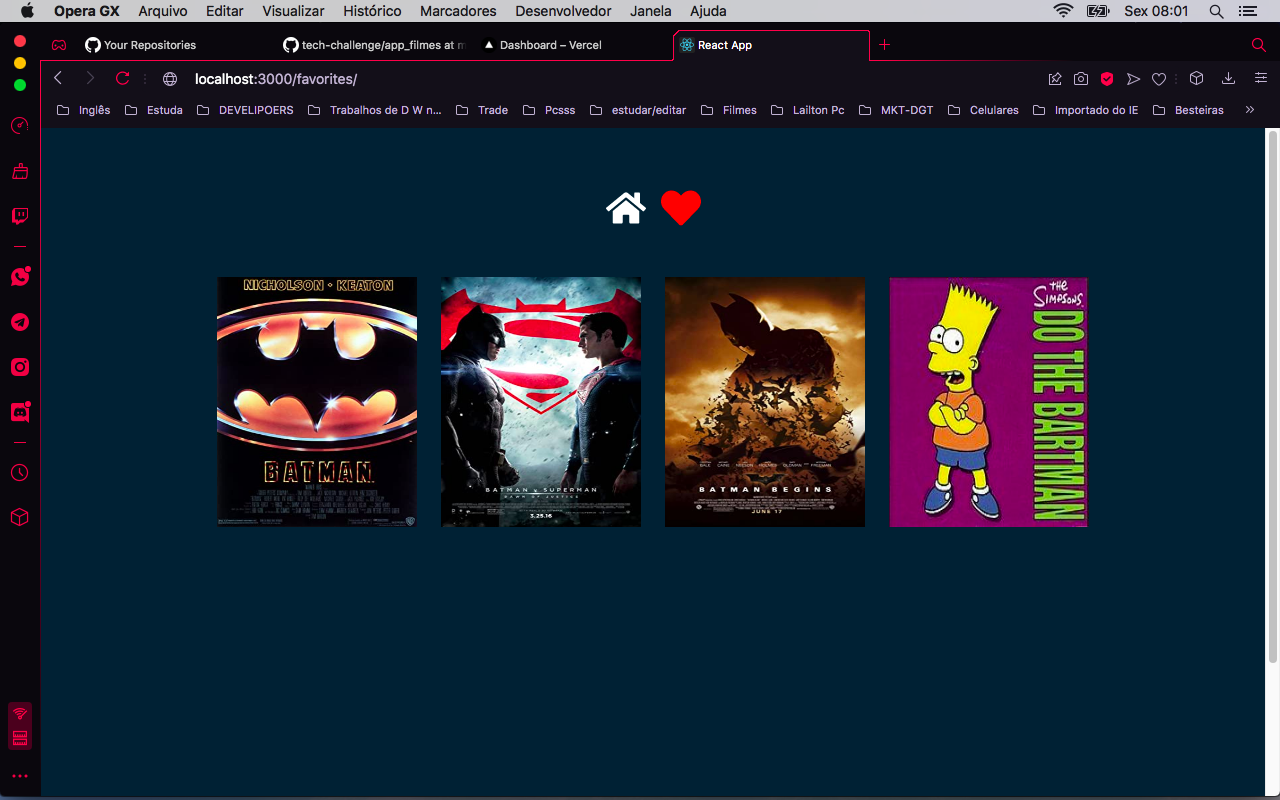 Opera GX Arquivo Editar Visualizar Histórico Marcadores Desenvolvedor Janela Ajuda Sex 08:01
Your Repositories tech-challenge/app_filmes at m Dashboard – Vercel React App
localhost:3000/favorites/
Inglês Estuda DEVELIPOERS Trabalhos de D W n... Trade Pcsss estudar/editar Filmes Lailton Pc MKT-DGT Celulares Importado do IE Besteiras
NICHOLSON • KEATON
BATMAN
BATMAN v SUPERMAN
DAWN OF JUSTICE
3.25.16
BATMAN BEGINS
JUNE 17
THE
SIMPSONS
DO THE BARTMAN